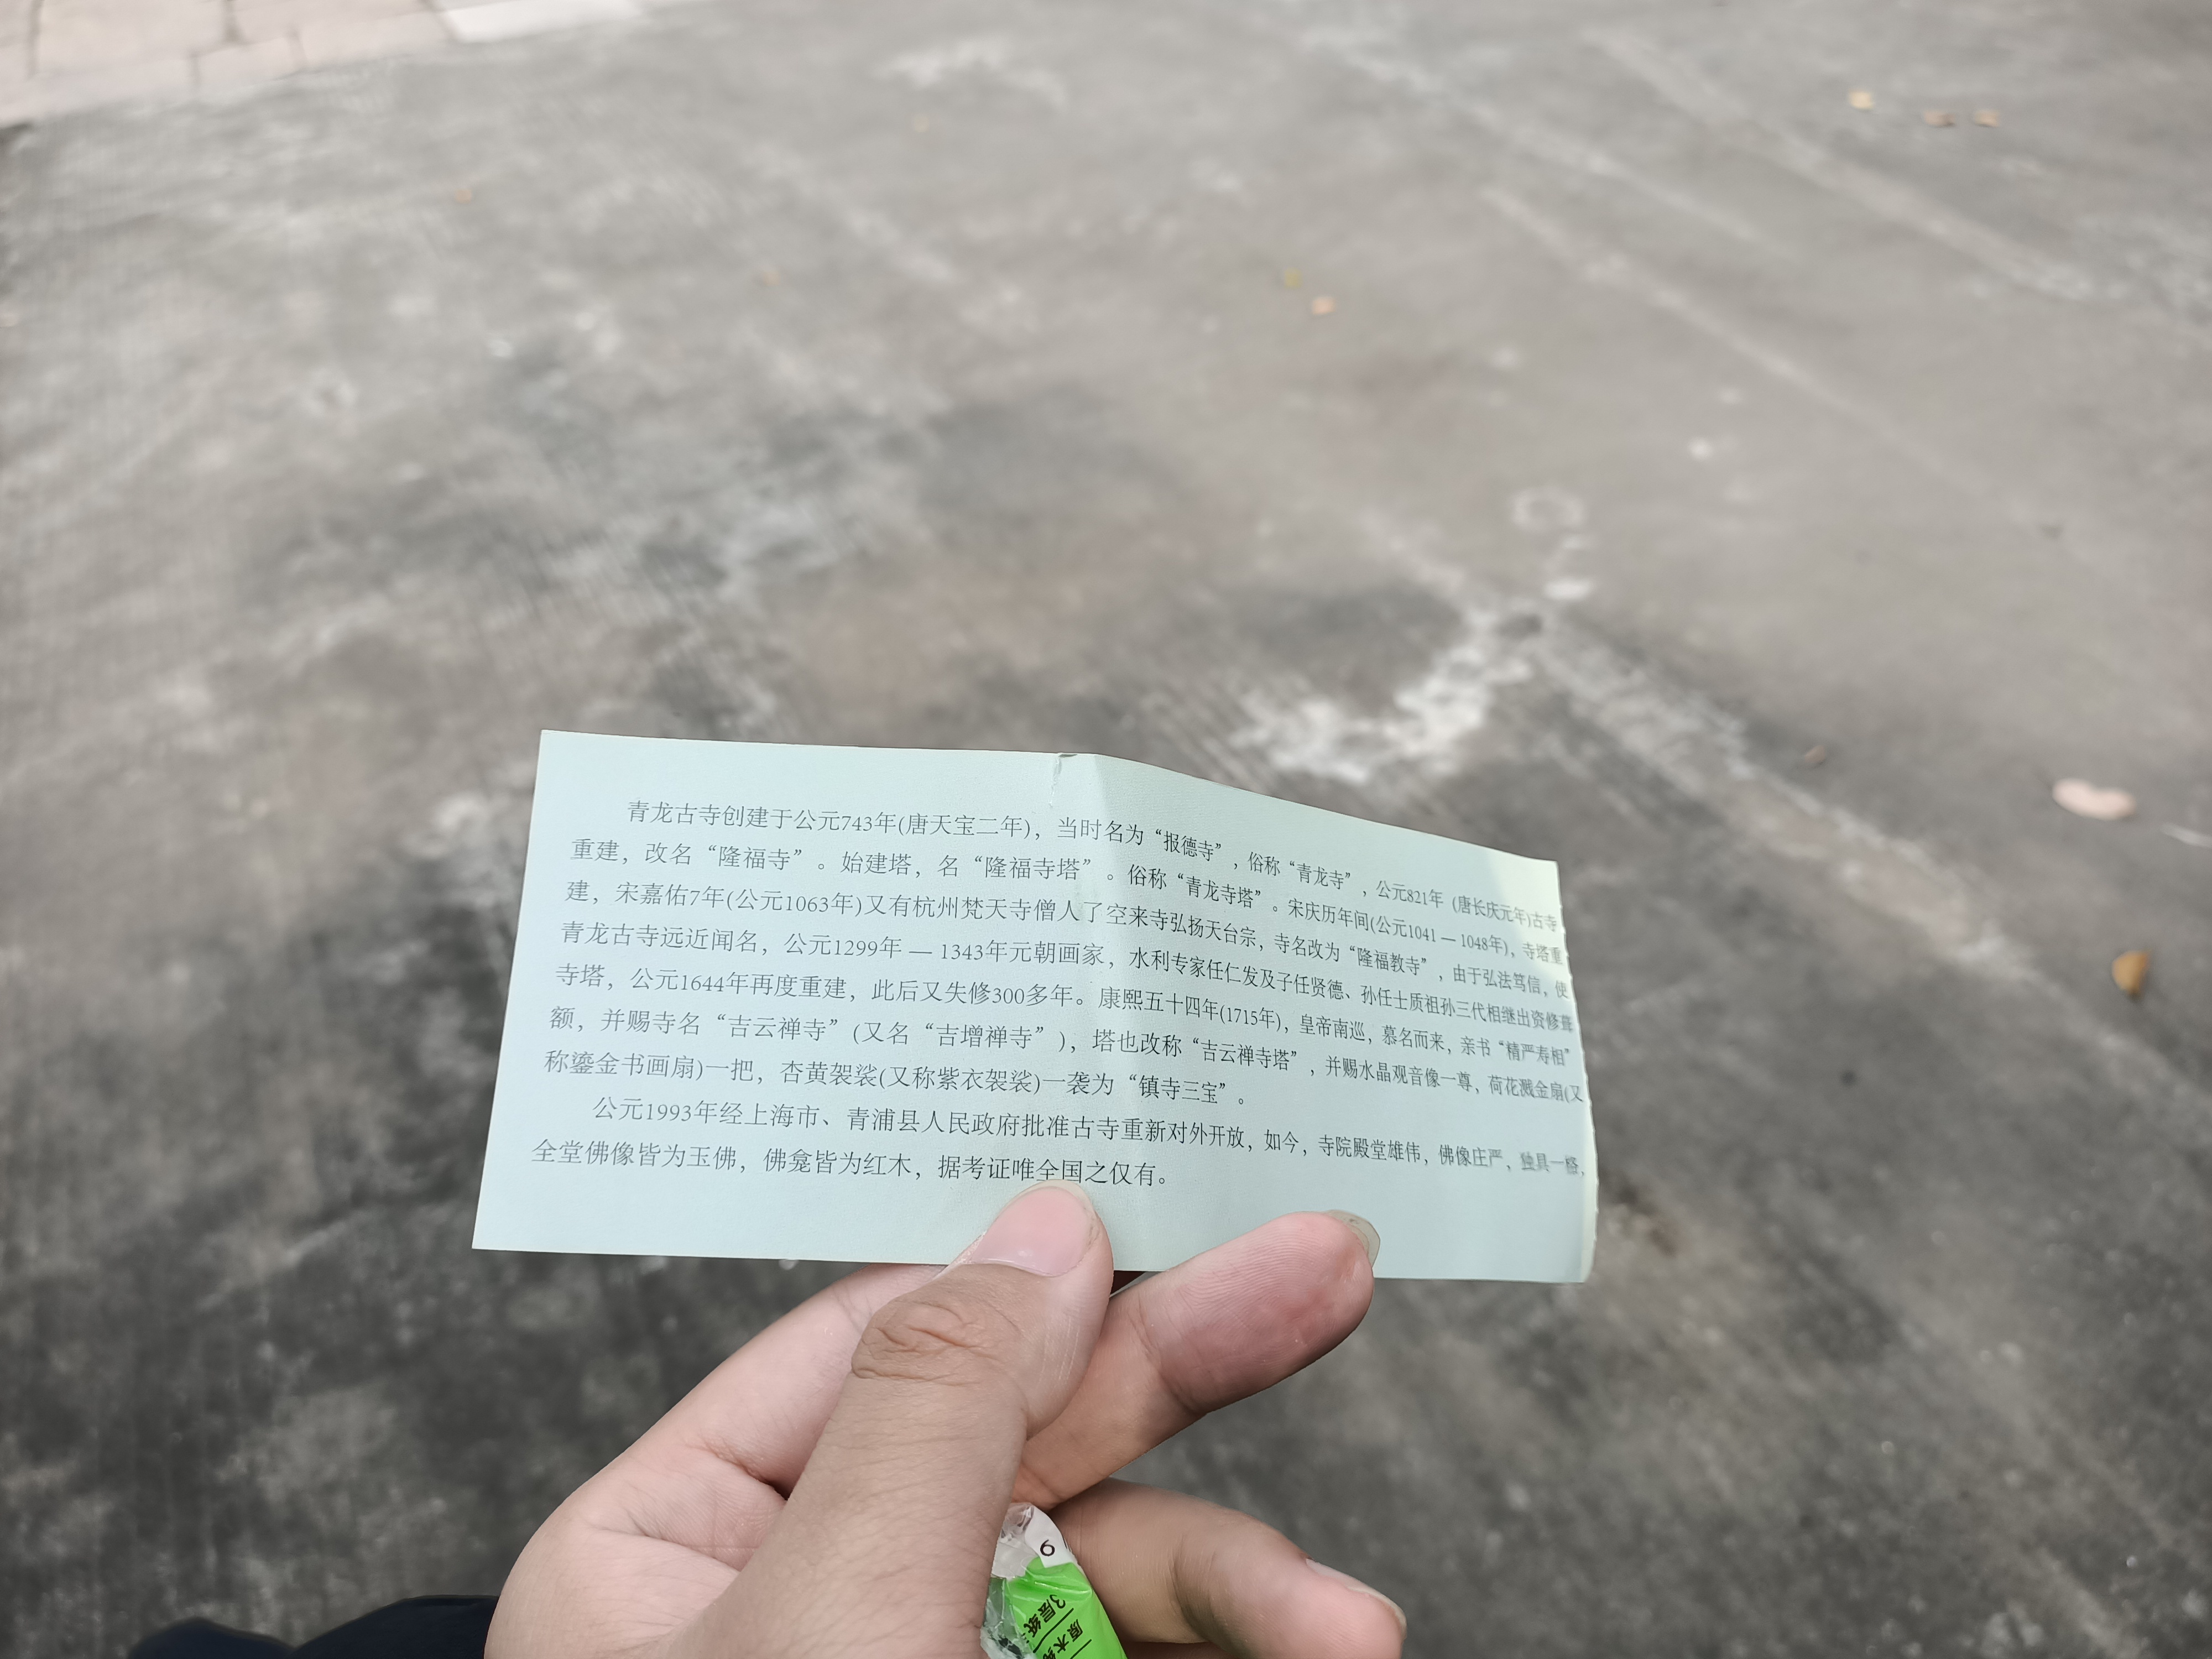 青龙古寺创建于公元743年(唐天宝二年)，当时名为“报德寺”，俗称“青龙寺”，公元821年 (唐长庆元年)古寺
重建，改名“隆福寺”。始建塔，名“隆福寺塔”。俗称“青龙寺塔”。宋庆历年间(公元1041 — 1048年)，寺塔重
建，宋嘉佑7年(公元1063年)又有杭州梵天寺僧人了空来寺弘扬天台宗，寺名改为“隆福教寺”，由于弘法笃信，使
青龙古寺远近闻名，公元1299年 — 1343年元朝画家，水利专家任仁发及子任贤德、孙任士质祖孙三代相继出资修葺
寺塔，公元1644年再度重建，此后又失修300多年。康熙五十四年(1715年)，皇帝南巡，慕名而来，亲书“精严寿相”
额，并赐寺名“吉云禅寺”(又名“吉增禅寺”)，塔也改称“吉云禅寺塔”，并赐水晶观音像一尊，荷花溅金扇(又
称鎏金书画扇)一把，杏黄袈裟(又称紫衣袈裟)一袭为“镇寺三宝”。
公元1993年经上海市、青浦县人民政府批准古寺重新对外开放，如今，寺院殿堂雄伟，佛像庄严，独具一格，
全堂佛像皆为玉佛，佛龛皆为红木，据考证唯全国之仅有。
6
3层
原木